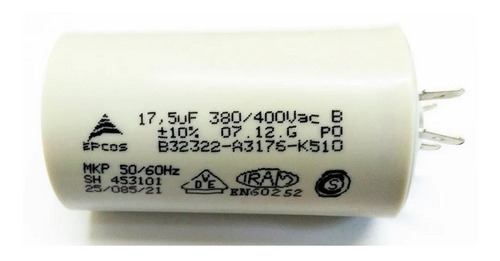 17,5uF 380/400Vac B
±10% 07.12.G PO
EPCOS
B32322-A3176-K510
MKP 50/60Hz
SH 453101
25/085/21
VDE
IRAM
S
EN60252